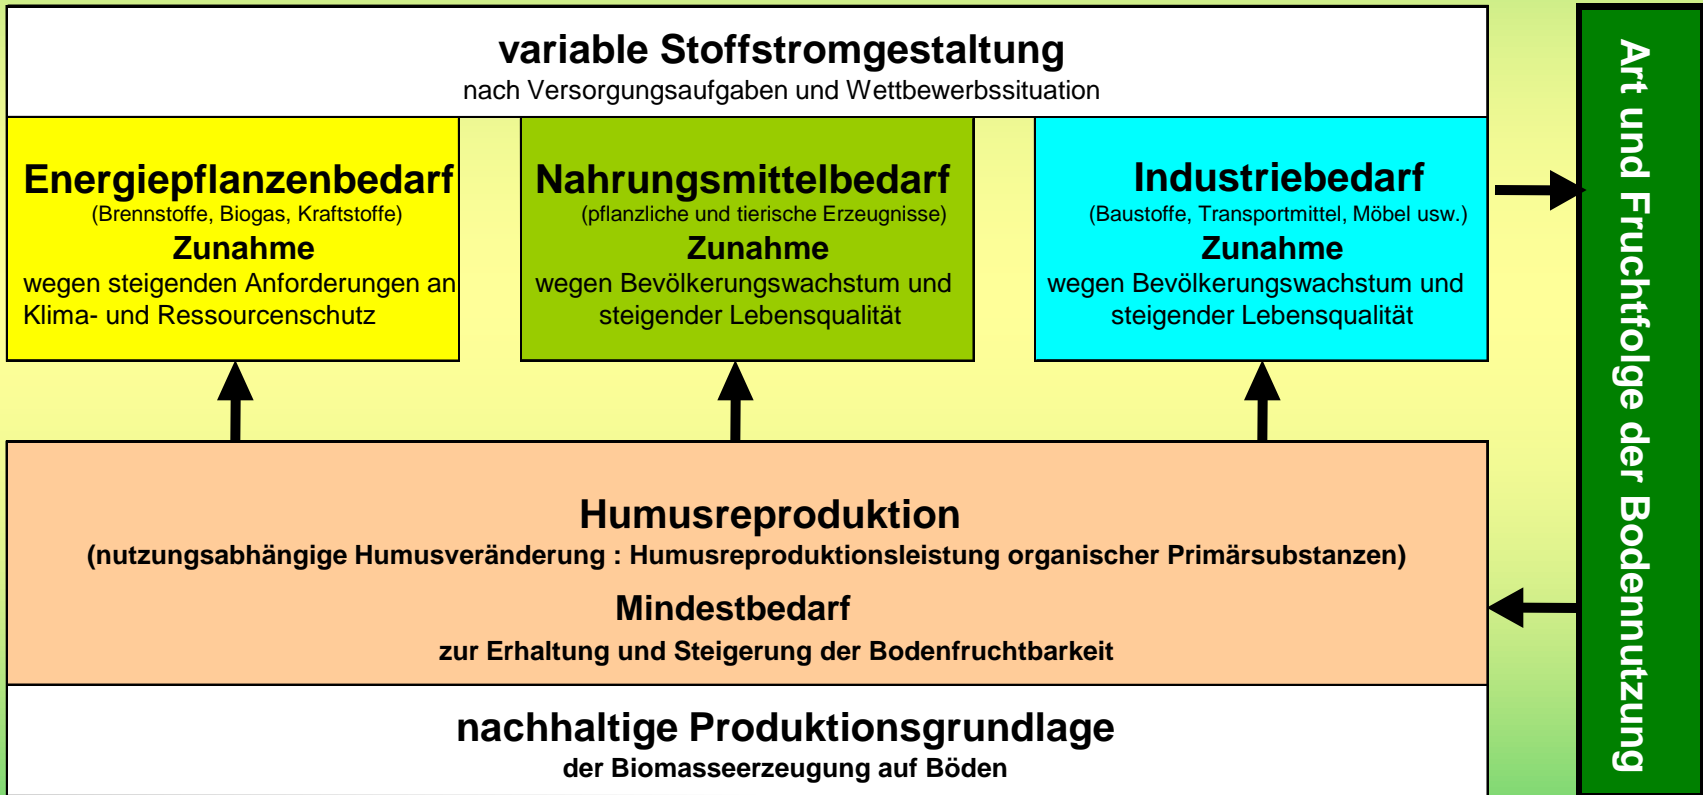 variable Stoffstromgestaltung
nach Versorgungsaufgaben und Wettbewerbssituation
Energiepflanzenbedarf
(Brennstoffe, Biogas, Kraftstoffe)
Zunahme
wegen steigenden Anforderungen an
Klima- und Ressourcenschutz
Nahrungsmittelbedarf
(pflanzliche und tierische Erzeugnisse)
Zunahme
wegen Bevölkerungswachstum und
steigender Lebensqualität
Industriebedarf
(Baustoffe, Transportmittel, Möbel usw.)
Zunahme
wegen Bevölkerungswachstum und
steigender Lebensqualität
Humusreproduktion
(nutzungsabhängige Humusveränderung : Humusreproduktionsleistung organischer Primärsubstanzen)
Mindestbedarf
zur Erhaltung und Steigerung der Bodenfruchtbarkeit
nachhaltige Produktionsgrundlage
der Biomasseerzeugung auf Böden
Art und Fruchtfolge der Bodennutzung